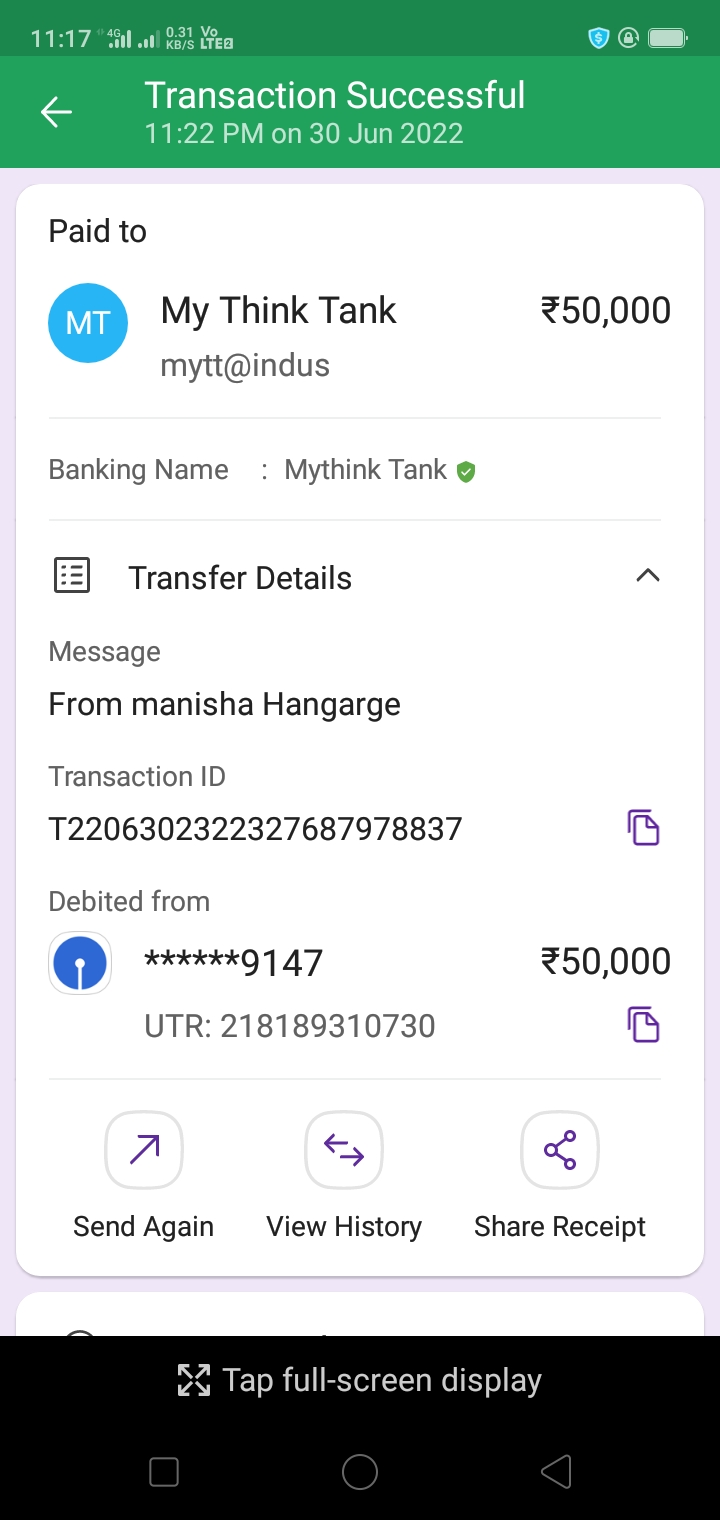 11:17 4G 0.31 KB/S Vo LTE2
Transaction Successful
11:22 PM on 30 Jun 2022
Paid to
MT
My Think Tank ₹50,000
mytt@indus
Banking Name : Mythink Tank
Transfer Details
Message
From manisha Hangarge
Transaction ID
T2206302322327687978837
Debited from
******9147 ₹50,000
UTR: 218189310730
Send Again View History Share Receipt
Tap full-screen display